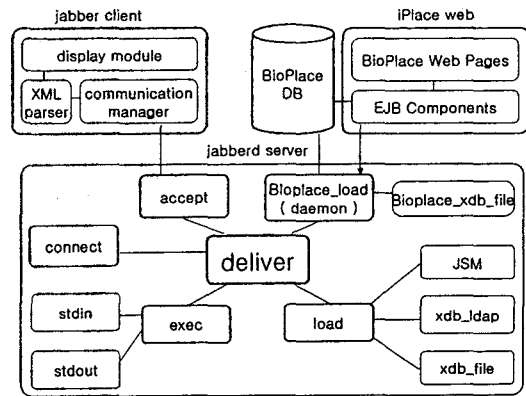 jabber client
iPlace web
display module
XML
parser
communication
manager
BioPlace
DB
BioPlace Web Pages
EJB Components
jabberd server
accept
Bioplace_load
( daemon )
Bioplace_xdb_file
connect
deliver
JSM
stdin
exec
load
xdb_ldap
stdout
xdb_file